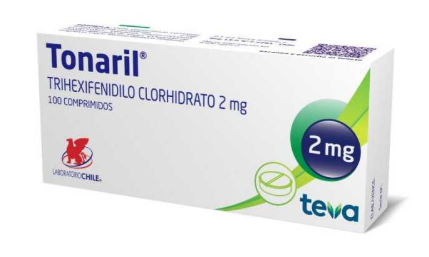 Tonaril®
TRIHEXIFENIDILO CLORHIDRATO 2 mg
100 COMPRIMIDOS
2 mg
LABORATORIO CHILE®
teva